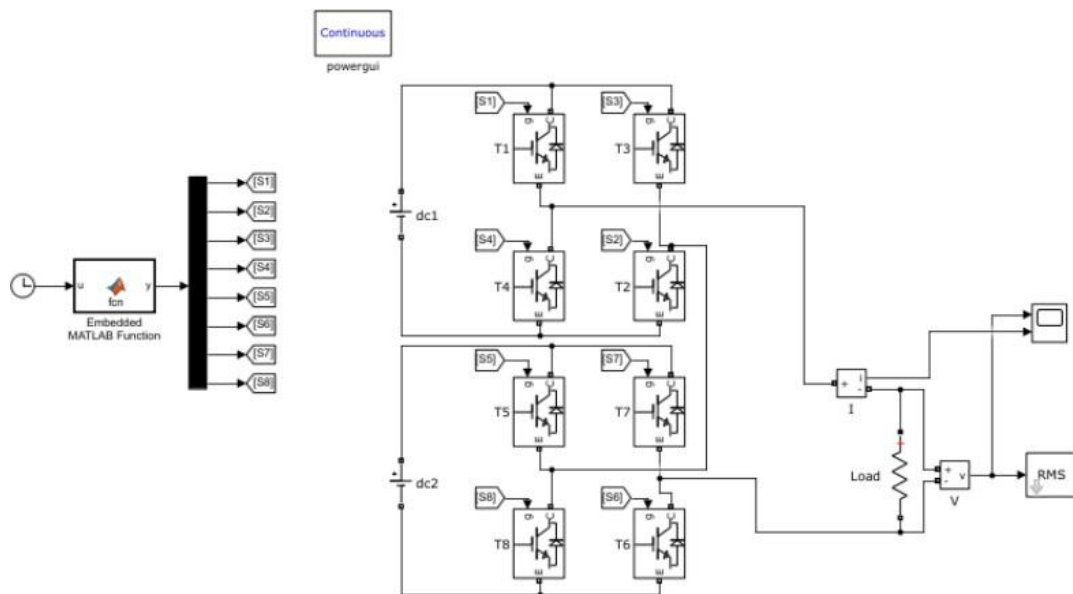 Continuous
powergui
[S1]
[S3]
g
C
g
C
T1
T3
E
E
[S1]
[S2]
[S3]
[S4]
[S5]
[S6]
[S7]
[S8]
+
dc1
[S4]
[S2]
g
C
g
C
T4
T2
E
E
u
fcn
y
Embedded
MATLAB Function
[S5]
[S7]
g
C
g
C
T5
T7
E
E
+
dc2
[S8]
[S6]
g
C
g
C
T8
T6
E
E
+
i
-
I
+
Load
+
-
v
V
RMS